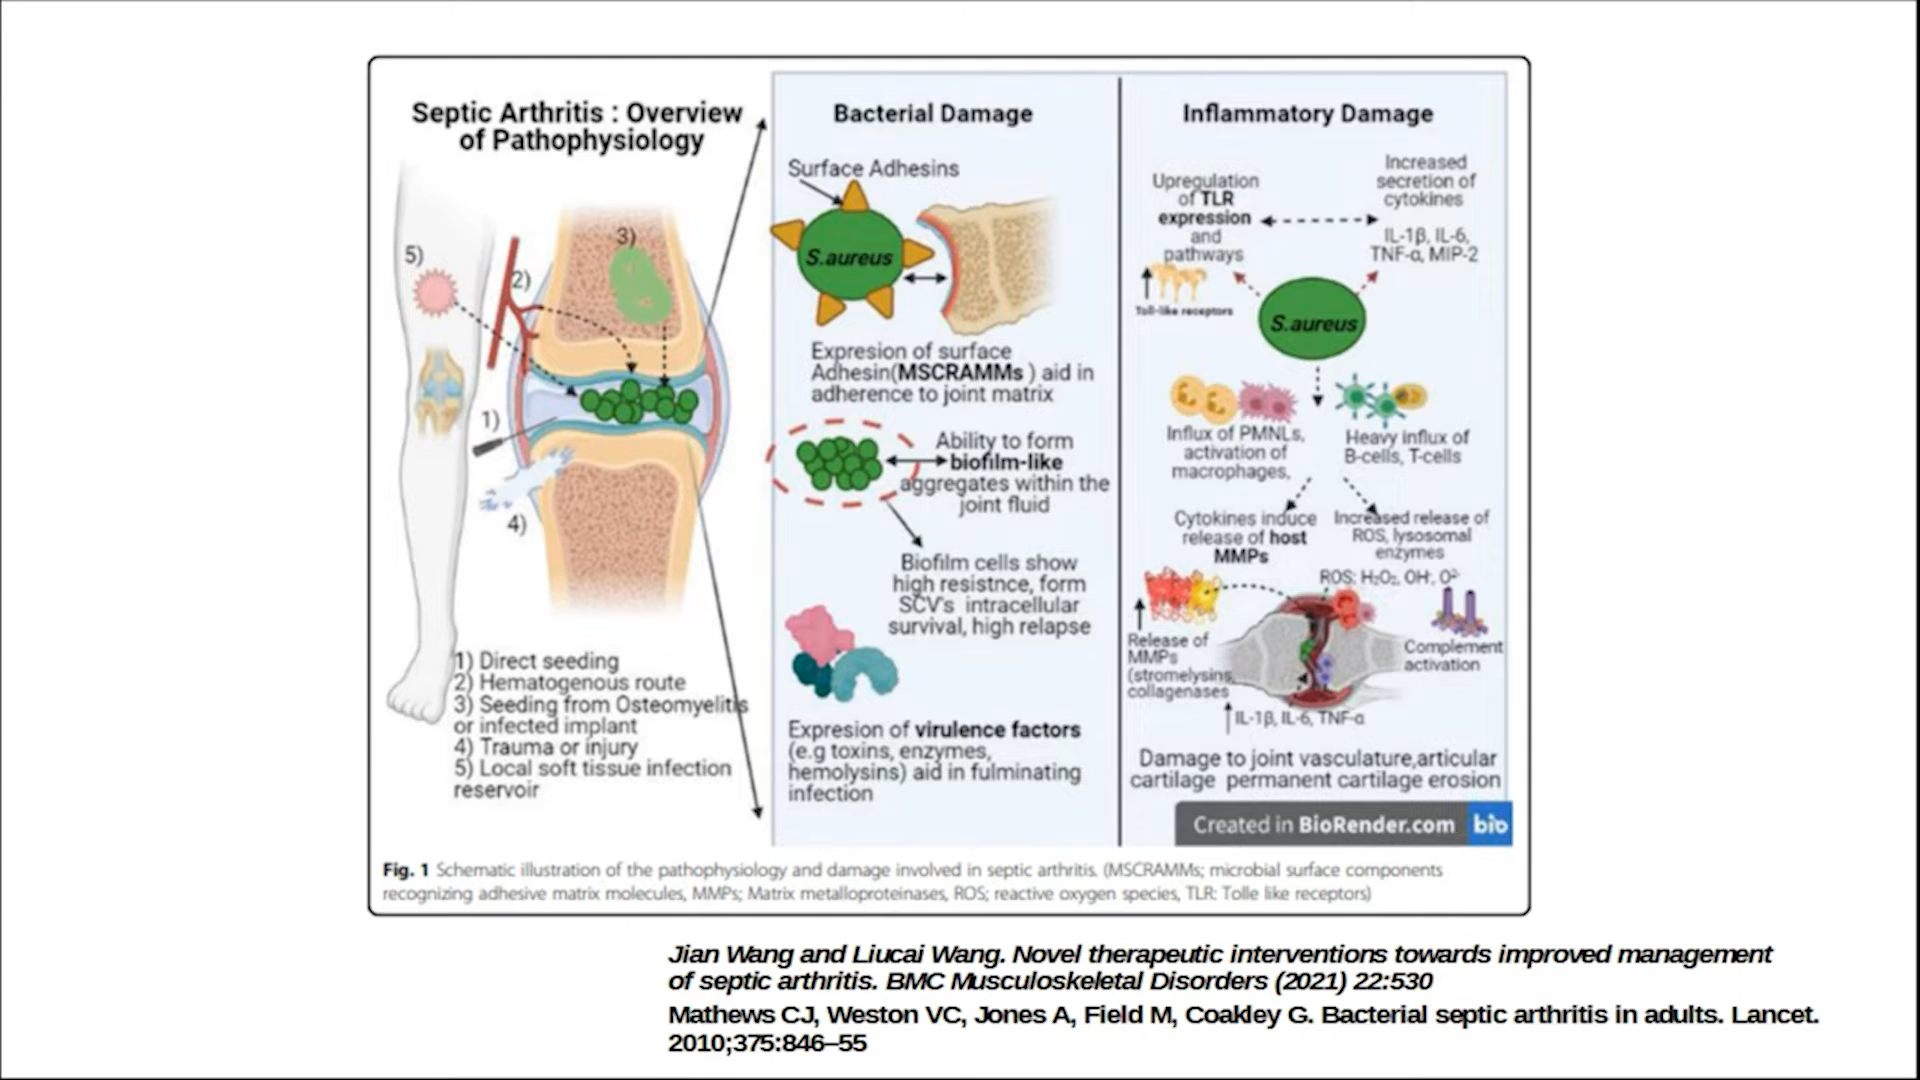 Septic Arthritis : Overview
of Pathophysiology
5)
2)
3)
1)
4)
1) Direct seeding
2) Hematogenous route
3) Seeding from Osteomyelitis
or infected implant
4) Trauma or injury
5) Local soft tissue infection
reservoir
Bacterial Damage
Surface Adhesins
S.aureus
Expresion of surface
Adhesin(MSCRAMMs ) aid in
adherence to joint matrix
Ability to form
biofilm-like
aggregates within the
joint fluid
Biofilm cells show
high resistnce, form
SCV's intracellular
survival, high relapse
Expresion of virulence factors
(e.g toxins, enzymes,
hemolysins) aid in fulminating
infection
Inflammatory Damage
Upregulation
of TLR
expression
and
pathways
Toll-like receptors
Increased
secretion of
cytokines
IL-1β, IL-6,
TNF-α, MIP-2
S.aureus
Influx of PMNLs,
activation of
macrophages,
Heavy influx of
B-cells, T-cells
Cytokines induce
release of host
MMPs
Increased release of
ROS, lysosomal
enzymes
ROS: H₂O₂, OH⁻, O²⁻
Release of
MMPs
(stromelysins,
collagenases
Complement
activation
IL-1β, IL-6, TNF-α
Damage to joint vasculature,articular
cartilage permanent cartilage erosion
Created in BioRender.com bio
Fig. 1 Schematic illustration of the pathophysiology and damage involved in septic arthritis. (MSCRAMMs; microbial surface components
recognizing adhesive matrix molecules, MMPs; Matrix metalloproteinases, ROS; reactive oxygen species, TLR: Tolle like receptors)
Jian Wang and Liucai Wang. Novel therapeutic interventions towards improved management
of septic arthritis. BMC Musculoskeletal Disorders (2021) 22:530
Mathews CJ, Weston VC, Jones A, Field M, Coakley G. Bacterial septic arthritis in adults. Lancet.
2010;375:846–55